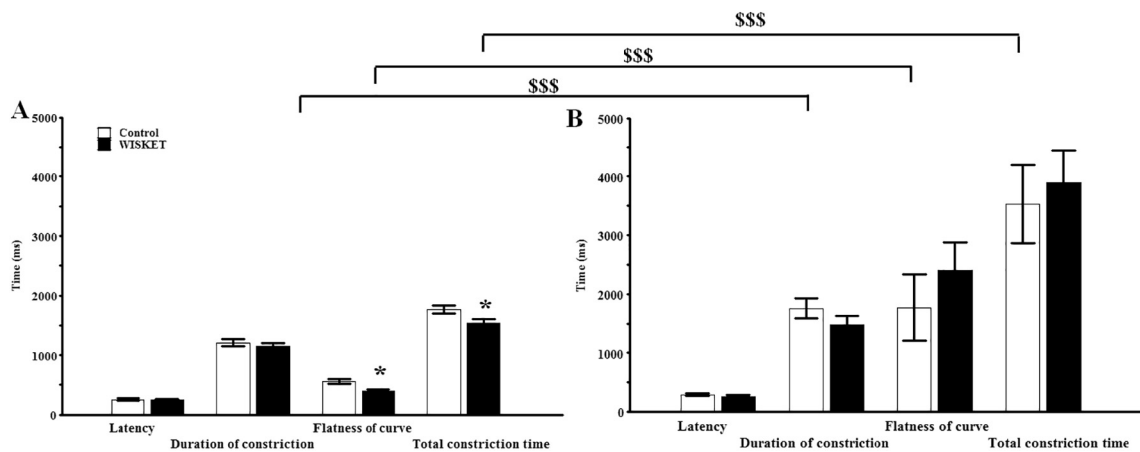 $$$
$$$
$$$
A
5000
4000
3000
2000
1000
0
Time (ms)
Control
WISKET
*
*
Latency
Duration of constriction
Flatness of curve
Total constriction time
B
5000
4000
3000
2000
1000
0
Time (ms)
Latency
Duration of constriction
Flatness of curve
Total constriction time